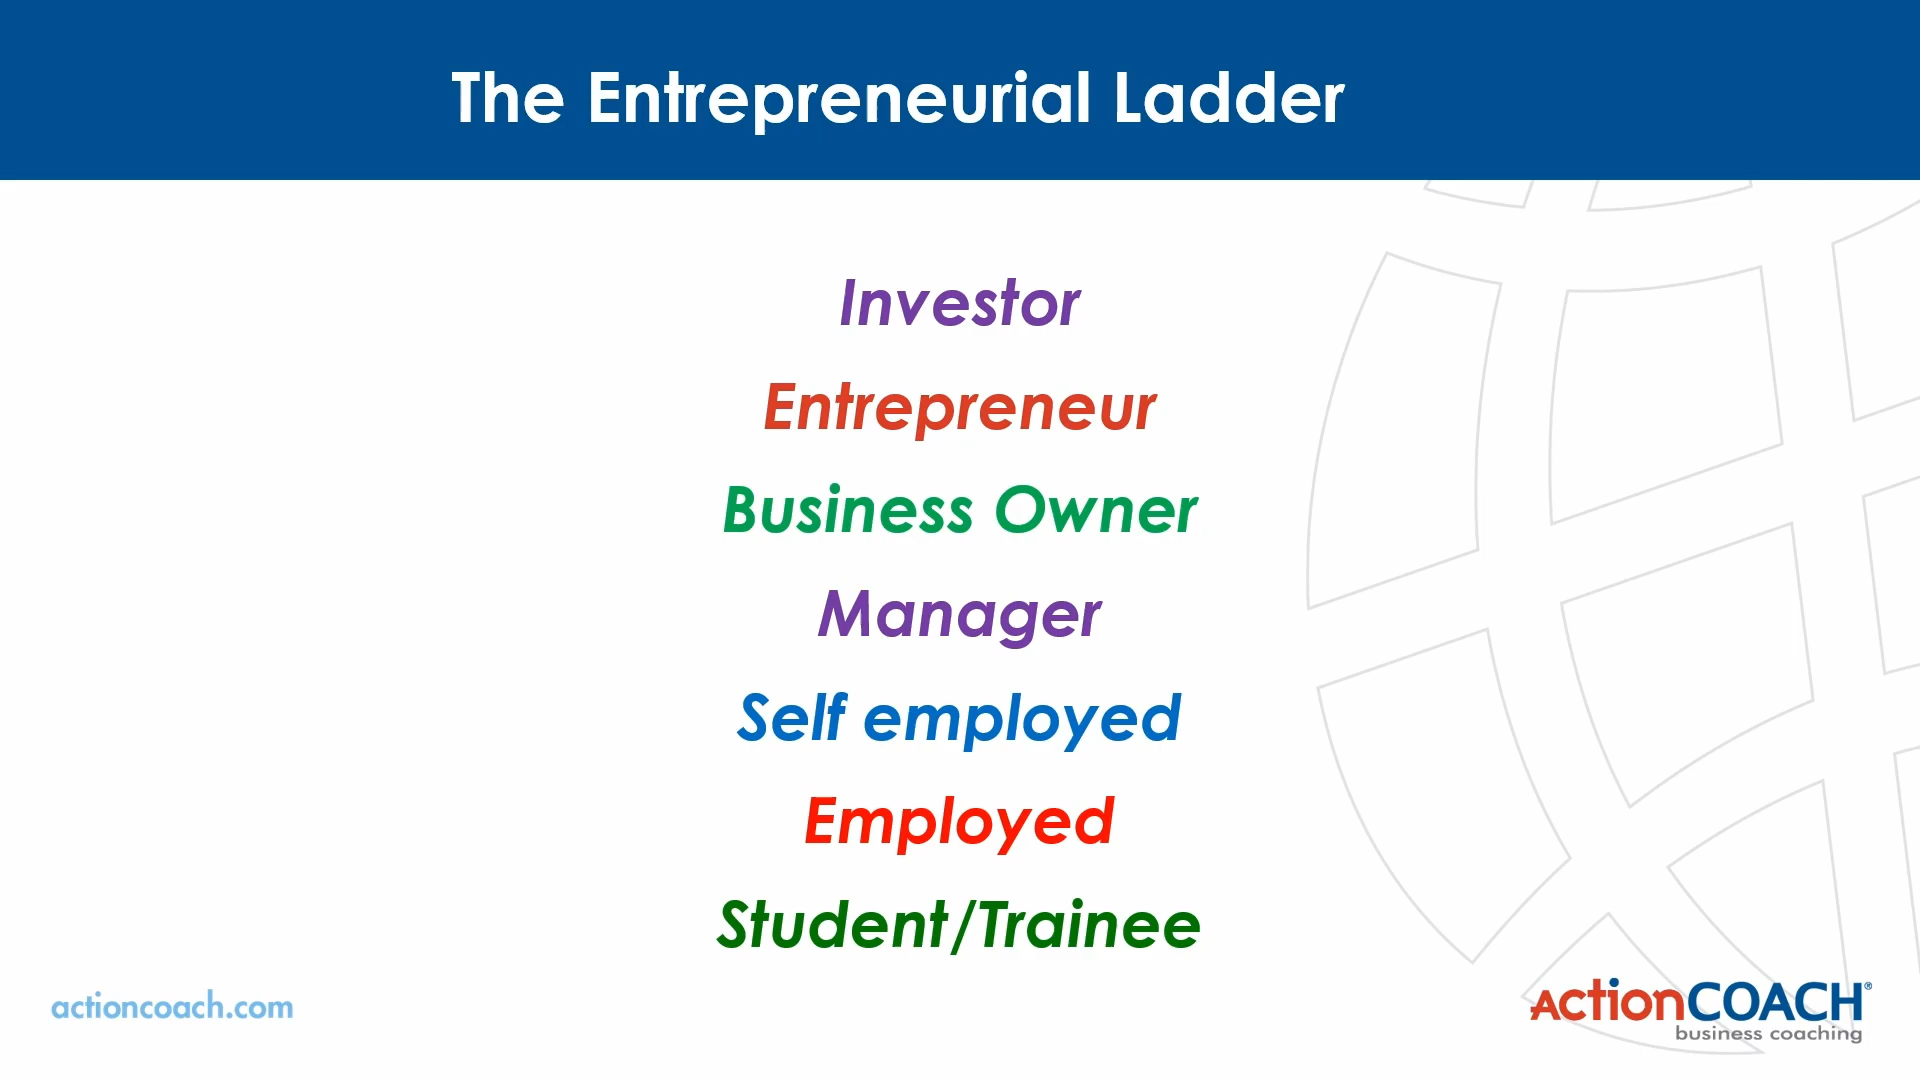 The Entrepreneurial Ladder
Investor
Entrepreneur
Business Owner
Manager
Self employed
Employed
Student/Trainee
actioncoach.com
ActionCOACH®
business coaching